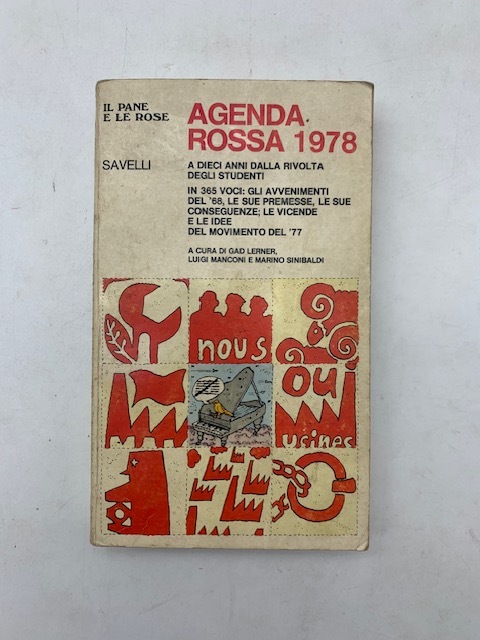 IL PANE
E LE ROSE
SAVELLI
AGENDA
ROSSA 1978
A DIECI ANNI DALLA RIVOLTA
DEGLI STUDENTI
IN 365 VOCI: GLI AVVENIMENTI
DEL '68, LE SUE PREMESSE, LE SUE
CONSEGUENZE; LE VICENDE
E LE IDEE
DEL MOVIMENTO DEL '77
A CURA DI GAD LERNER,
LUIGI MANCONI E MARINO SINIBALDI
nous
oui
usines